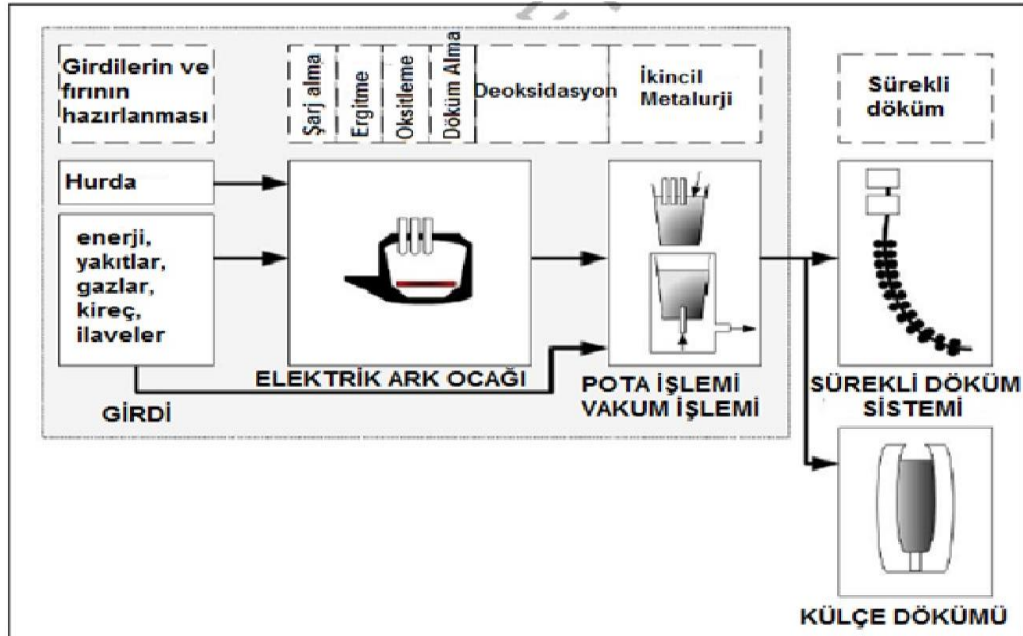 Girdilerin ve
fırının
hazırlanması
Şarj alma
Ergitme
Oksitleme
Döküm Alma
Deoksidasyon
İkincil
Metalurji
Sürekli
döküm
Hurda
enerji,
yakıtlar,
gazlar,
kireç,
ilaveler
GİRDİ
ELEKTRİK ARK OCAĞI
POTA İŞLEMİ
VAKUM İŞLEMİ
SÜREKLİ DÖKÜM
SİSTEMİ
KÜLÇE DÖKÜMÜ